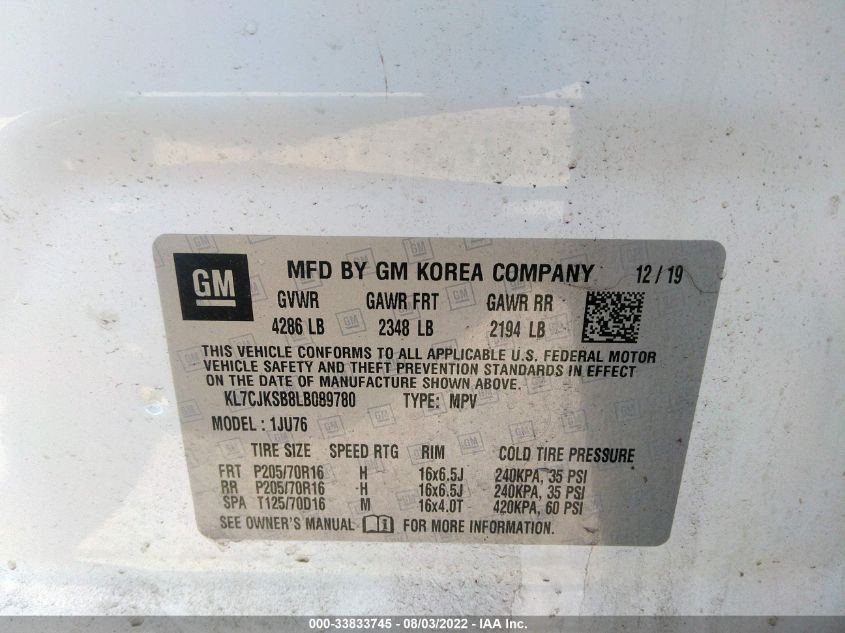 GM MFD BY GM KOREA COMPANY 12 / 19
GVWR GAWR FRT GAWR RR
4286 LB 2348 LB 2194 LB
THIS VEHICLE CONFORMS TO ALL APPLICABLE U.S. FEDERAL MOTOR
VEHICLE SAFETY AND THEFT PREVENTION STANDARDS IN EFFECT
ON THE DATE OF MANUFACTURE SHOWN ABOVE.
KL7CJKSB8LB089780 TYPE: MPV
MODEL : 1JU76
TIRE SIZE SPEED RTG RIM COLD TIRE PRESSURE
FRT P205/70R16 H 16x6.5J 240KPA, 35 PSI
RR P205/70R16 H 16x6.5J 240KPA, 35 PSI
SPA T125/70D16 M 16x4.0T 420KPA, 60 PSI
SEE OWNER'S MANUAL i FOR MORE INFORMATION.
000-33833745 - 08/03/2022 - IAA Inc.